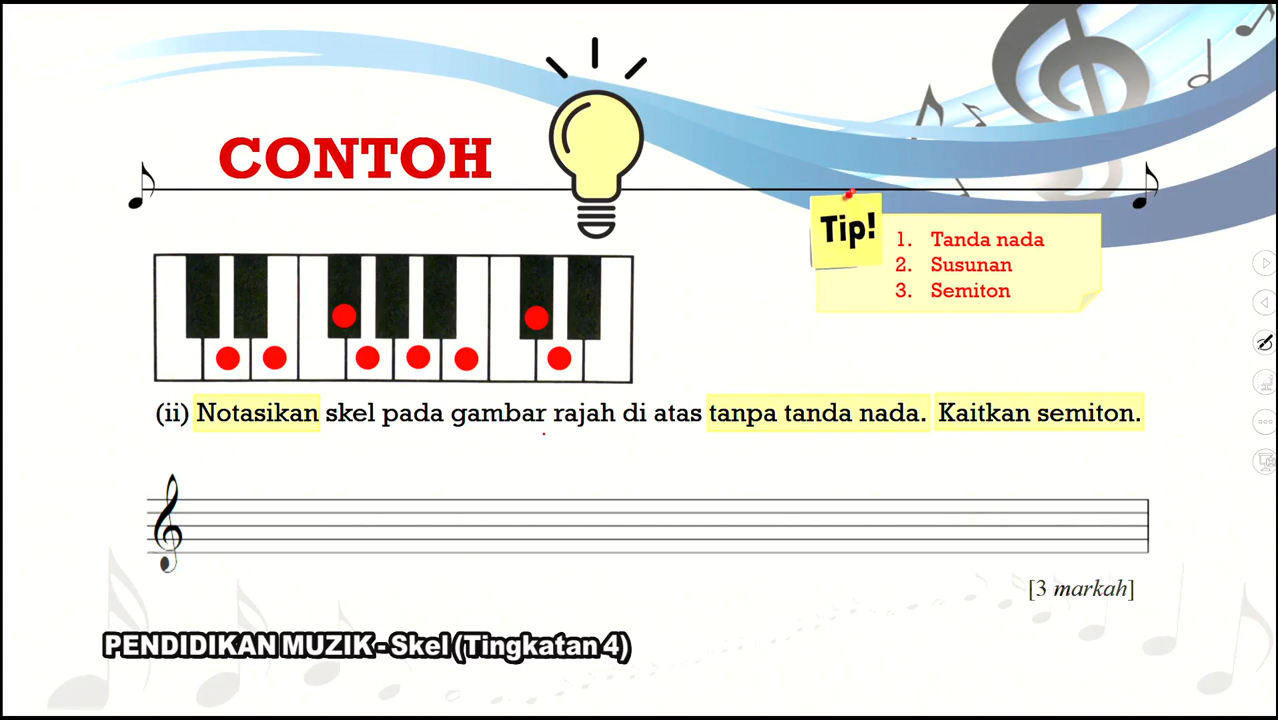 CONTOH
Tip!
1. Tanda nada
2. Susunan
3. Semiton
(ii) Notasikan skel pada gambar rajah di atas tanpa tanda nada. Kaitkan semiton.
[3 markah]
PENDIDIKAN MUZIK - Skel (Tingkatan 4)